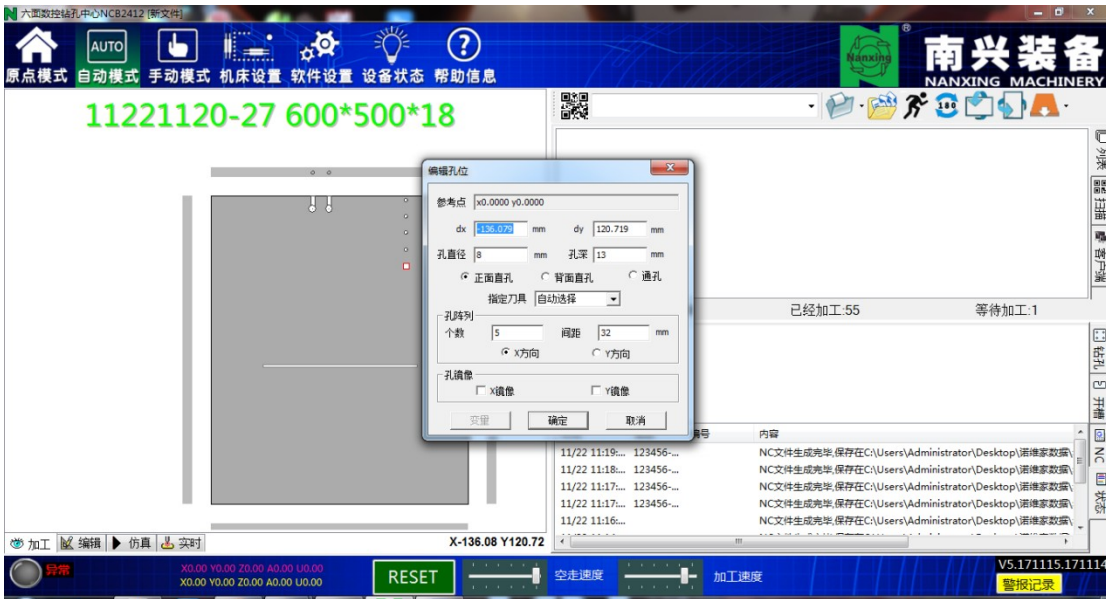 六面数控钻孔中心NCB2412 [新文件]
原点模式 自动模式 手动模式 机床设置 软件设置 设备状态 帮助信息
AUTO
Nanxing
®
南兴装备
NANXING MACHINERY
11221120-27 600*500*18
180
列表
扫描
客户端
编辑孔位
参考点 x0.0000 y0.0000
dx -136.079 mm dy 120.719 mm
孔直径 8 mm 孔深 13 mm
正面直孔 背面直孔 通孔
指定刀具 自动选择
孔阵列
个数 5 间距 32 mm
X方向 Y方向
孔镜像
X镜像 Y镜像
变量 确定 取消
已经加工:55 等待加工:1
钻孔
开槽
NC
状态
编号 内容
11/22 11:19:... 123456-... NC文件生成完毕,保存在C:\Users\Administrator\Desktop\诺维家数据\
11/22 11:18:... 123456-... NC文件生成完毕,保存在C:\Users\Administrator\Desktop\诺维家数据\
11/22 11:17:... 123456-... NC文件生成完毕,保存在C:\Users\Administrator\Desktop\诺维家数据\
11/22 11:17:... 123456-... NC文件生成完毕,保存在C:\Users\Administrator\Desktop\诺维家数据\
11/22 11:16:... NC文件生成完毕,保存在C:\Users\Administrator\Desktop\诺维家数据\
加工 编辑 仿真 实时 X-136.08 Y120.72
异常
X0.00 Y0.00 Z0.00 A0.00 U0.00
X0.00 Y0.00 Z0.00 A0.00 U0.00
RESET
空走速度
加工速度
V5.171115.171114
警报记录